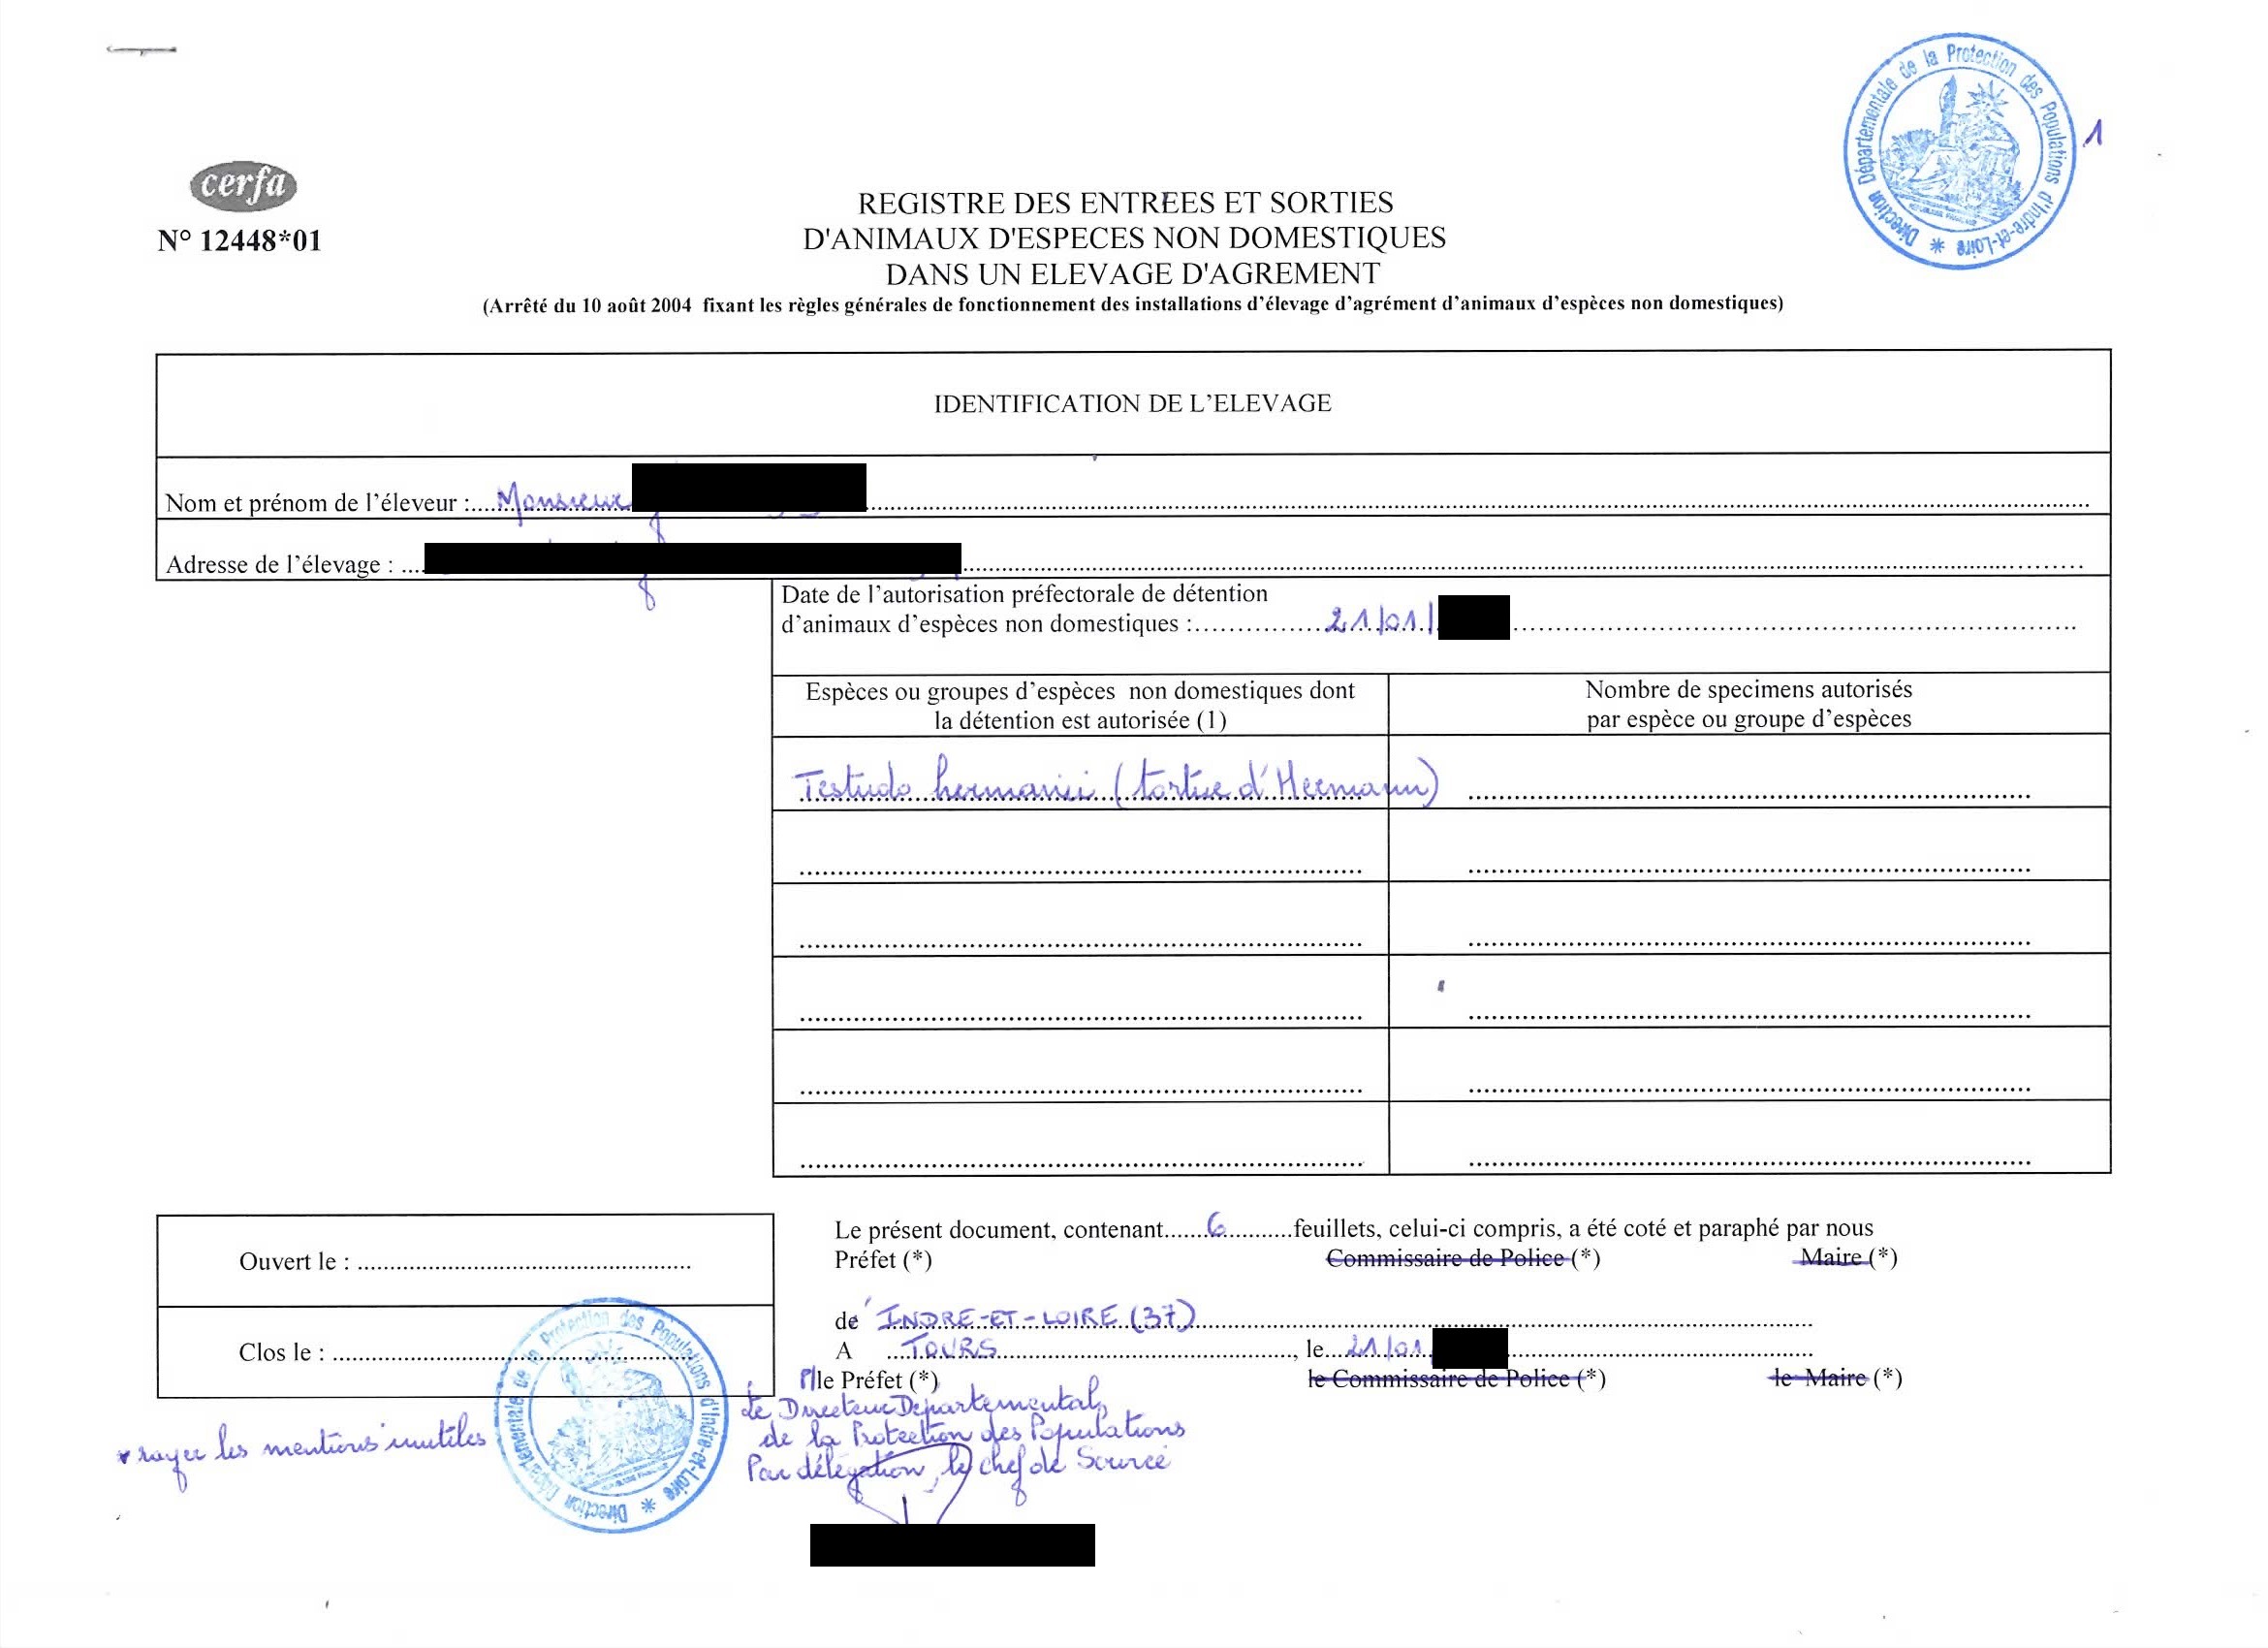 Direction Départementale de la Protection des Populations d'Indre-et-Loire *
1
cerfa
N° 12448*01
REGISTRE DES ENTREES ET SORTIES
D'ANIMAUX D'ESPECES NON DOMESTIQUES
DANS UN ELEVAGE D'AGREMENT
(Arrêté du 10 août 2004 fixant les règles générales de fonctionnement des installations d'élevage d'agrément d'animaux d'espèces non domestiques)
IDENTIFICATION DE L'ELEVAGE
Nom et prénom de l'éleveur : Monsieur
Adresse de l'élevage :
Date de l'autorisation préfectorale de détention
d'animaux d'espèces non domestiques : 21/01/
Espèces ou groupes d'espèces non domestiques dont
la détention est autorisée (1)
Nombre de specimens autorisés
par espèce ou groupe d'espèces
Testudo hermanni (tortue d'Hermann)
Ouvert le :
Clos le :
Le présent document, contenant 6 feuillets, celui-ci compris, a été coté et paraphé par nous
Préfet (*) Commissaire de Police (*) Maire (*)
de INDRE-ET-LOIRE (37)
A TOURS, le 21/01
P/le Préfet (*) le Commissaire de Police (*) le Maire (*)
Le Directeur Départemental
de la Protection des Populations
Par délégation, le chef de Service
* rayer les mentions inutiles
Direction Départementale de la Protection des Populations d'Indre-et-Loire *